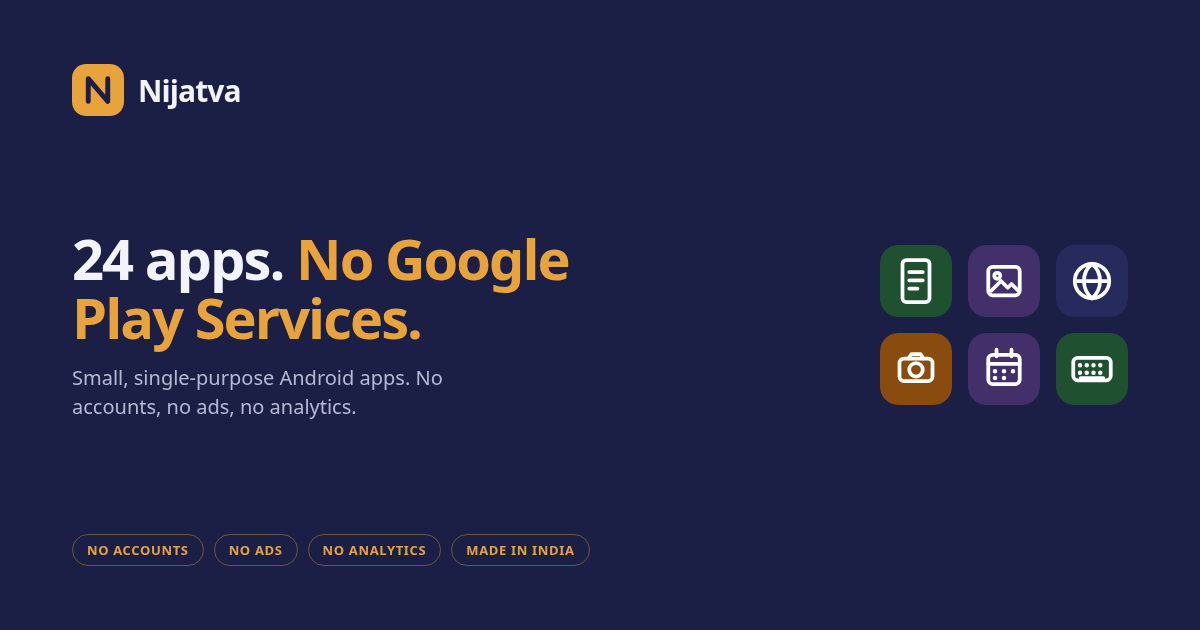 Nijatva
24 apps. No Google
Play Services.
Small, single-purpose Android apps. No
accounts, no ads, no analytics.
NO ACCOUNTS
NO ADS
NO ANALYTICS
MADE IN INDIA